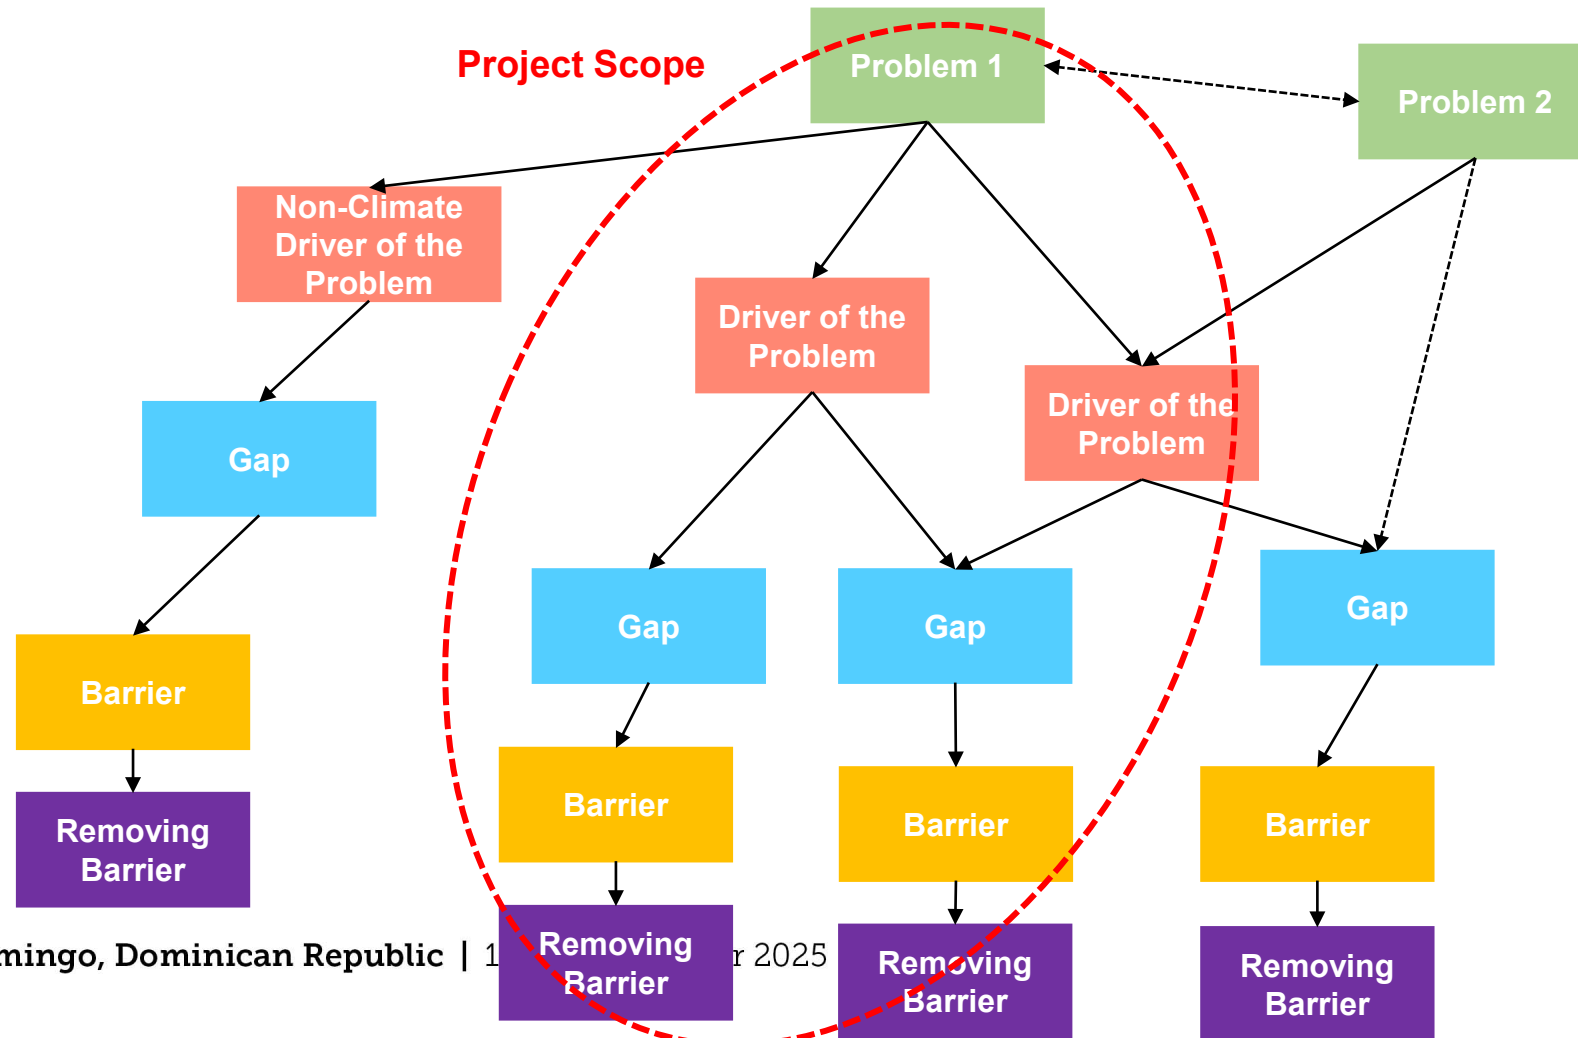 Project Scope
Problem 1
Problem 2
Non-Climate
Driver of the
Problem
Driver of the
Problem
Driver of the
Problem
Gap
Gap
Gap
Gap
Barrier
Barrier
Barrier
Barrier
Removing
Barrier
Removing
Barrier
Removing
Barrier
Removing
Barrier
Dominican Republic | 2025